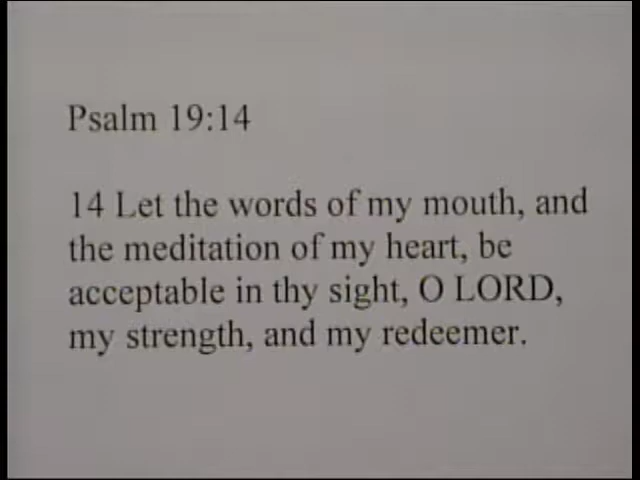 Psalm 19:14
14 Let the words of my mouth, and
the meditation of my heart, be
acceptable in thy sight, O LORD,
my strength, and my redeemer.